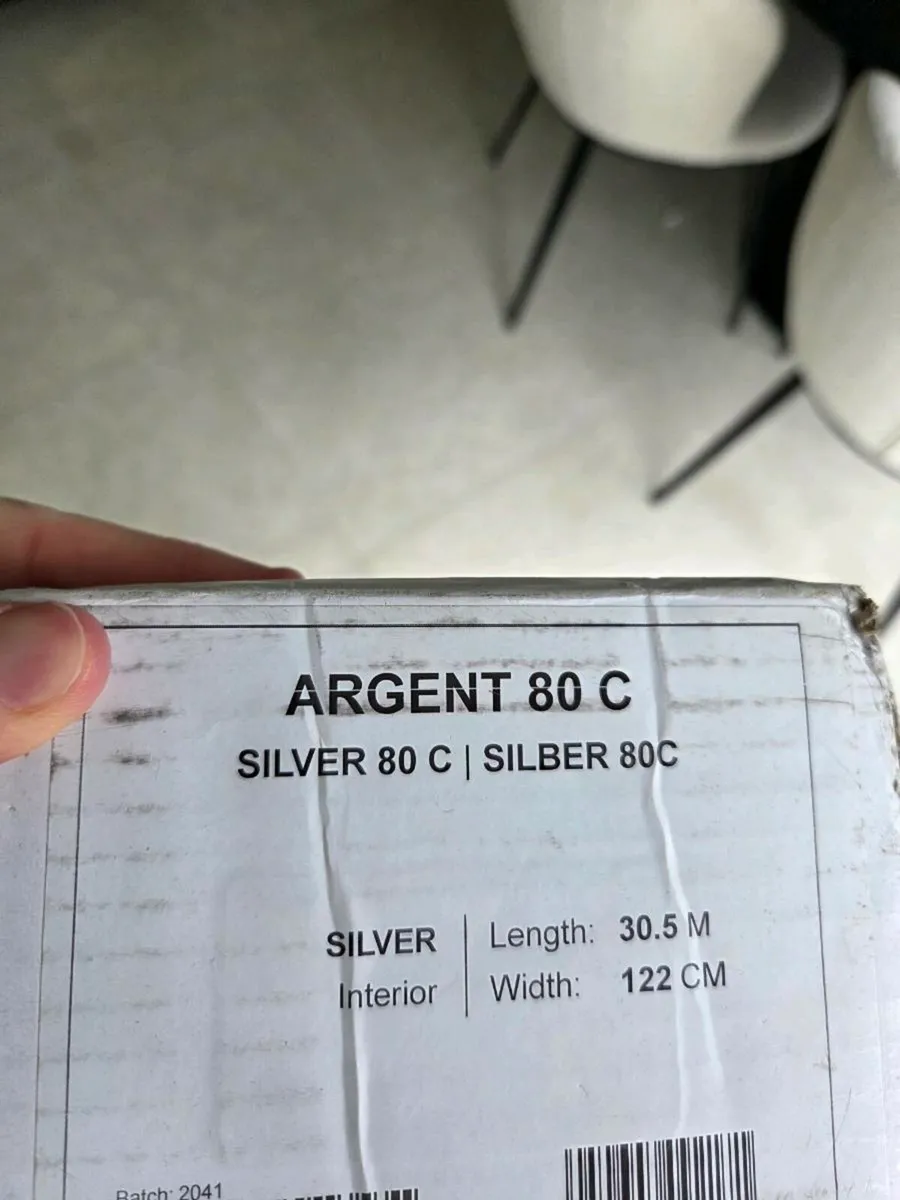 ARGENT 80 C
SILVER 80 C | SILBER 80C
SILVER
Interior
Length: 30.5 M
Width: 122 CM
Batch: 2041